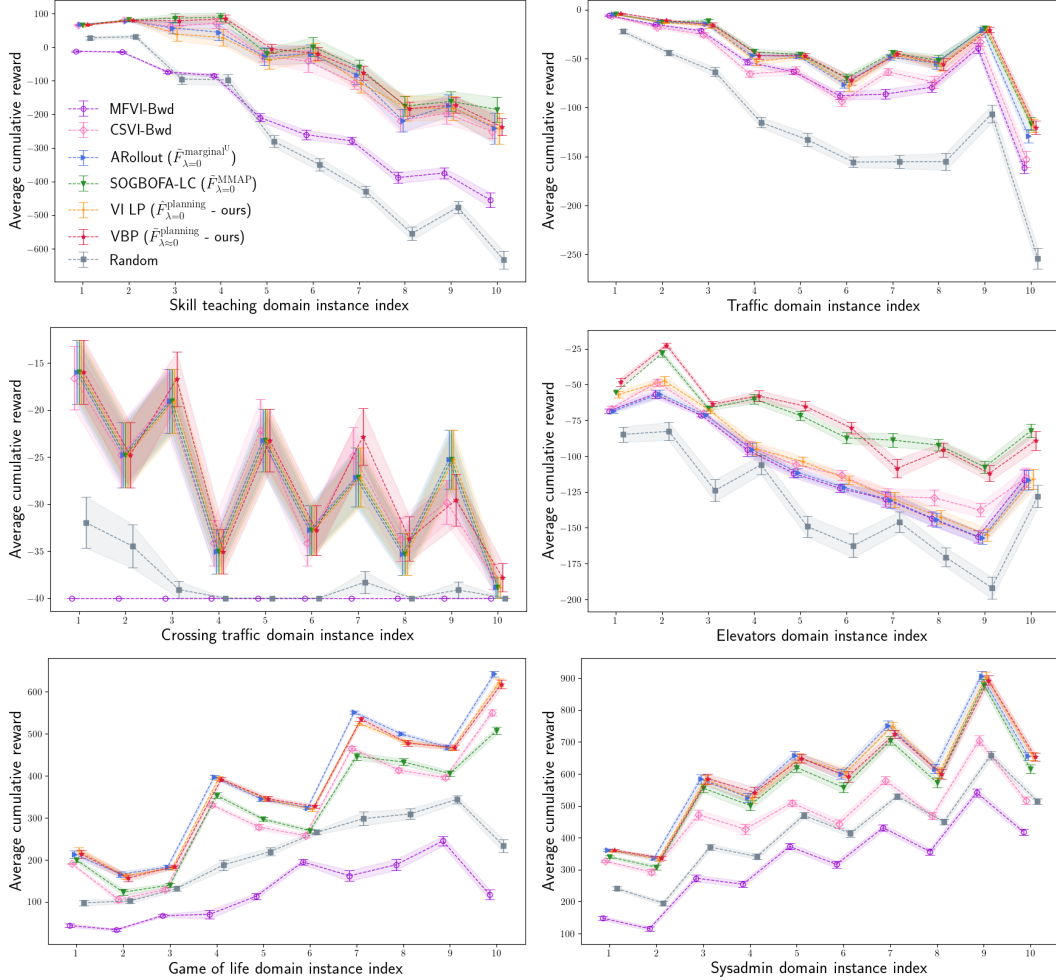 Average cumulative reward
100
0
−100
−200
−300
−400
−500
−600
MFVI-Bwd
CSVI-Bwd
ARollout (F̃^{marginal^U}_{λ=0})
SOGBOFA-LC (F̃^{MMAP}_{λ=0})
VI LP (F̂^{planning}_{λ=0} - ours)
VBP (F̃^{planning}_{λ≈0} - ours)
Random
1 2 3 4 5 6 7 8 9 10
Skill teaching domain instance index
Average cumulative reward
0
−50
−100
−150
−200
−250
1 2 3 4 5 6 7 8 9 10
Traffic domain instance index
Average cumulative reward
−15
−20
−25
−30
−35
−40
1 2 3 4 5 6 7 8 9 10
Crossing traffic domain instance index
Average cumulative reward
−25
−50
−75
−100
−125
−150
−175
−200
1 2 3 4 5 6 7 8 9 10
Elevators domain instance index
Average cumulative reward
600
500
400
300
200
100
1 2 3 4 5 6 7 8 9 10
Game of life domain instance index
Average cumulative reward
900
800
700
600
500
400
300
200
100
1 2 3 4 5 6 7 8 9 10
Sysadmin domain instance index